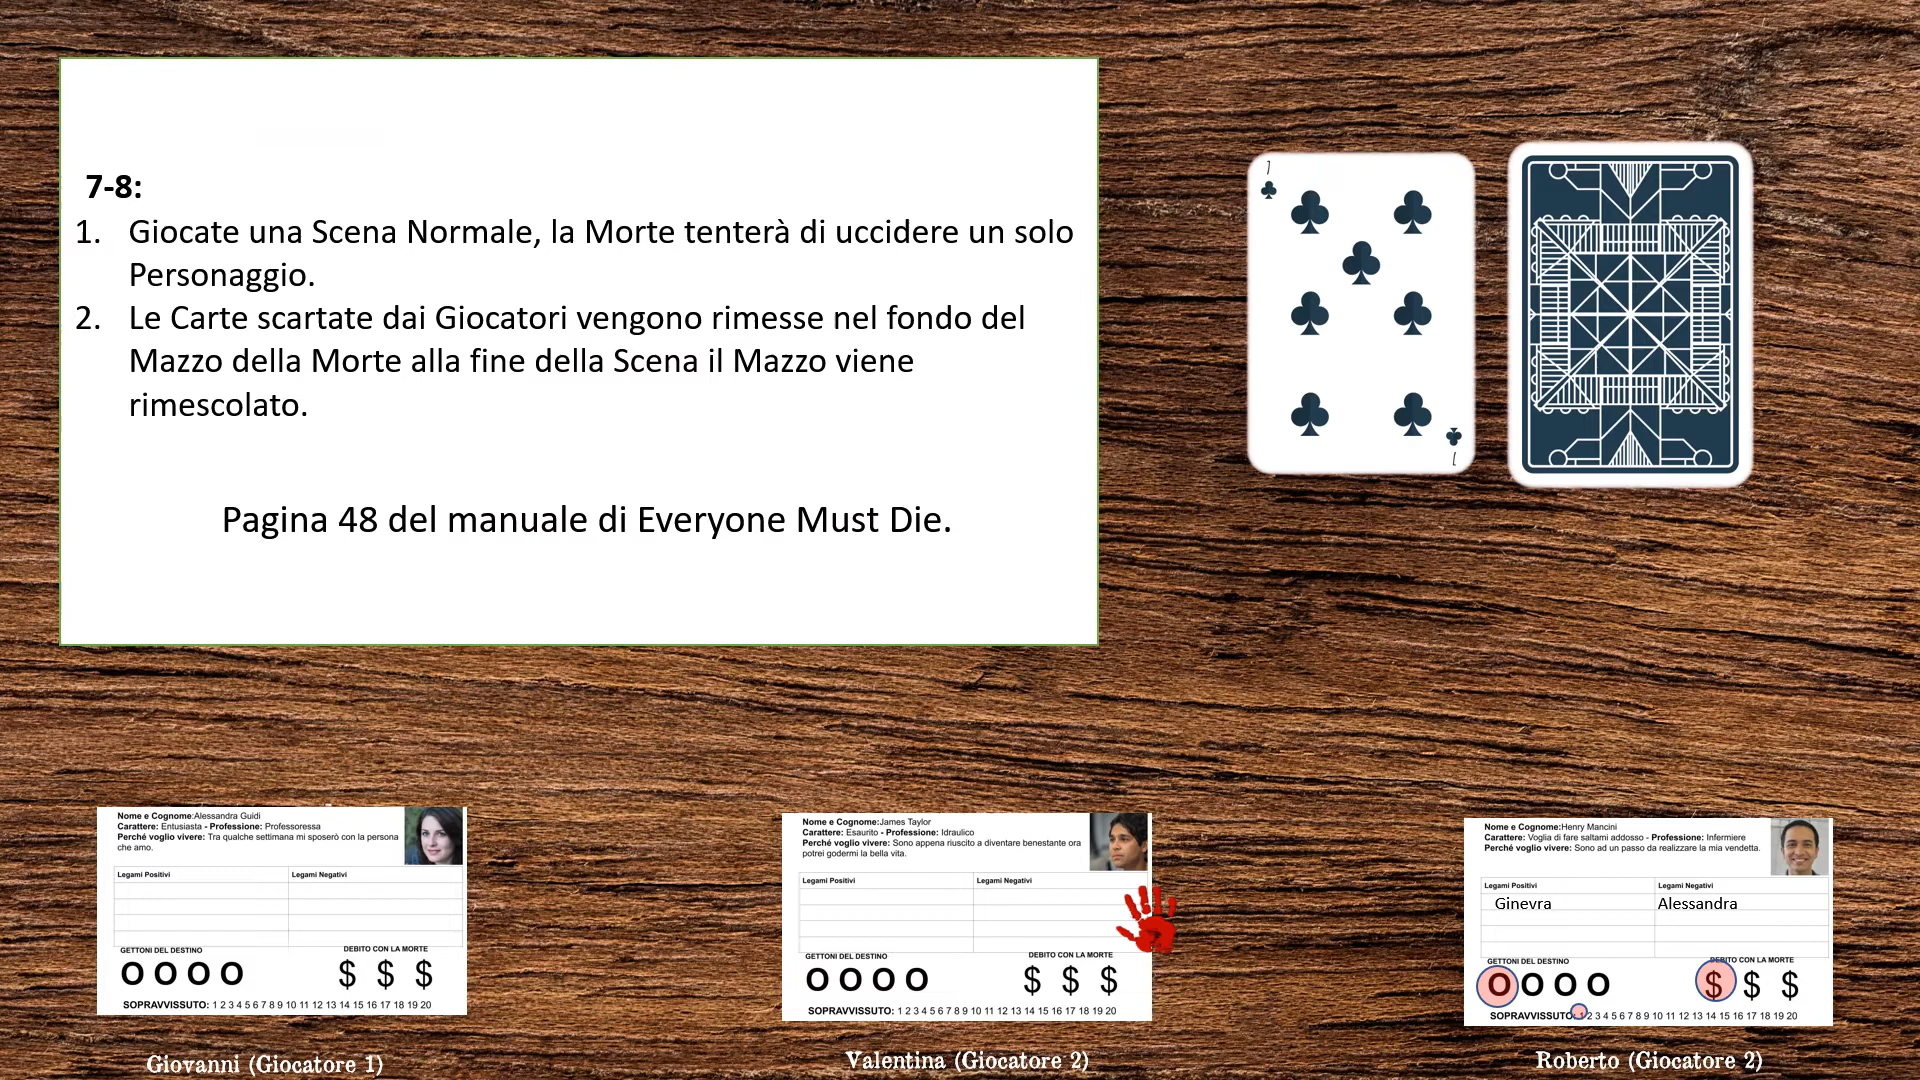 7-8:
1. Giocate una Scena Normale, la Morte tenterà di uccidere un solo
Personaggio.
2. Le Carte scartate dai Giocatori vengono rimesse nel fondo del
Mazzo della Morte alla fine della Scena il Mazzo viene
rimescolato.
Pagina 48 del manuale di Everyone Must Die.
7
7
Nome e Cognome:Alessandra Guidi
Carattere: Entusiasta - Professione: Professoressa
Perché voglio vivere: Tra qualche settimana mi sposerò con la persona
che amo.
Legami Positivi Legami Negativi
GETTONI DEL DESTINO DEBITO CON LA MORTE
O O O O $ $ $
SOPRAVVISSUTO: 1 2 3 4 5 6 7 8 9 10 11 12 13 14 15 16 17 18 19 20
Giovanni (Giocatore 1)
Nome e Cognome:James Taylor
Carattere: Esaurito - Professione: Idraulico
Perché voglio vivere: Sono appena riuscito a diventare benestante ora
potrei godermi la bella vita.
Legami Positivi Legami Negativi
GETTONI DEL DESTINO DEBITO CON LA MORTE
O O O O $ $ $
SOPRAVVISSUTO: 1 2 3 4 5 6 7 8 9 10 11 12 13 14 15 16 17 18 19 20
Valentina (Giocatore 2)
Nome e Cognome:Henry Mancini
Carattere: Voglia di fare saltami addosso - Professione: Infermiere
Perché voglio vivere: Sono ad un passo da realizzare la mia vendetta.
Legami Positivi Legami Negativi
Ginevra Alessandra
GETTONI DEL DESTINO DEBITO CON LA MORTE
O O O O $ $ $
SOPRAVVISSUTO: 1 2 3 4 5 6 7 8 9 10 11 12 13 14 15 16 17 18 19 20
Roberto (Giocatore 2)